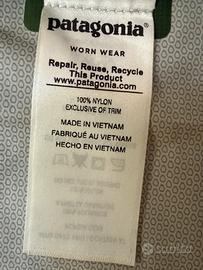 patagonia®
WORN WEAR
Repair, Reuse, Recycle
This Product
www.patagonia.com
100% NYLON
EXCLUSIVE OF TRIM
MADE IN VIETNAM
FABRIQUÉ AU VIETNAM
HECHO EN VIETNAM
subito